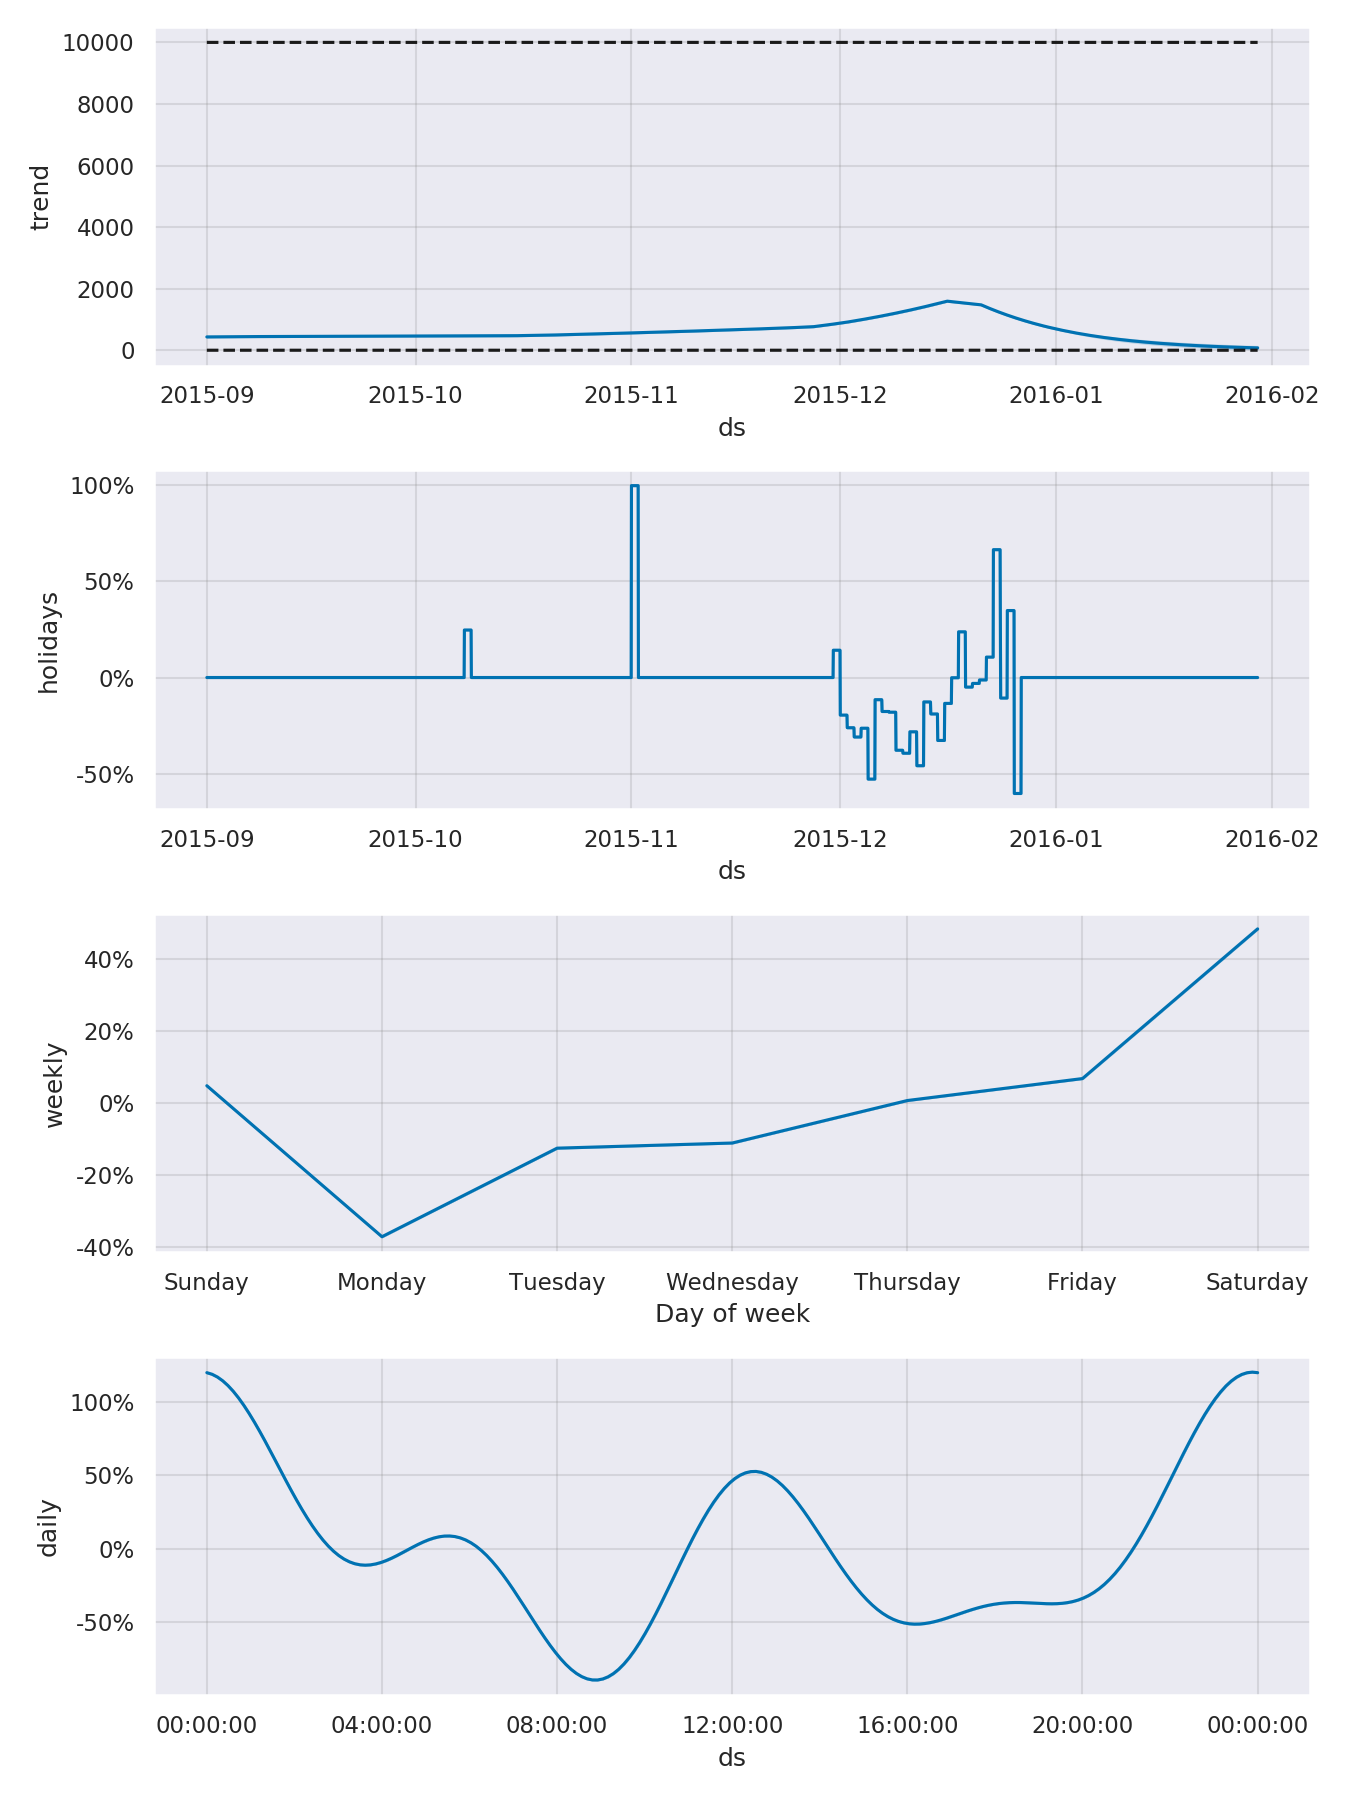 10000
8000
6000
4000
2000
0
trend
2015-09 2015-10 2015-11 2015-12 2016-01 2016-02
ds
100%
50%
0%
-50%
holidays
2015-09 2015-10 2015-11 2015-12 2016-01 2016-02
ds
40%
20%
0%
-20%
-40%
weekly
Sunday Monday Tuesday Wednesday Thursday Friday Saturday
Day of week
100%
50%
0%
-50%
daily
00:00:00 04:00:00 08:00:00 12:00:00 16:00:00 20:00:00 00:00:00
ds